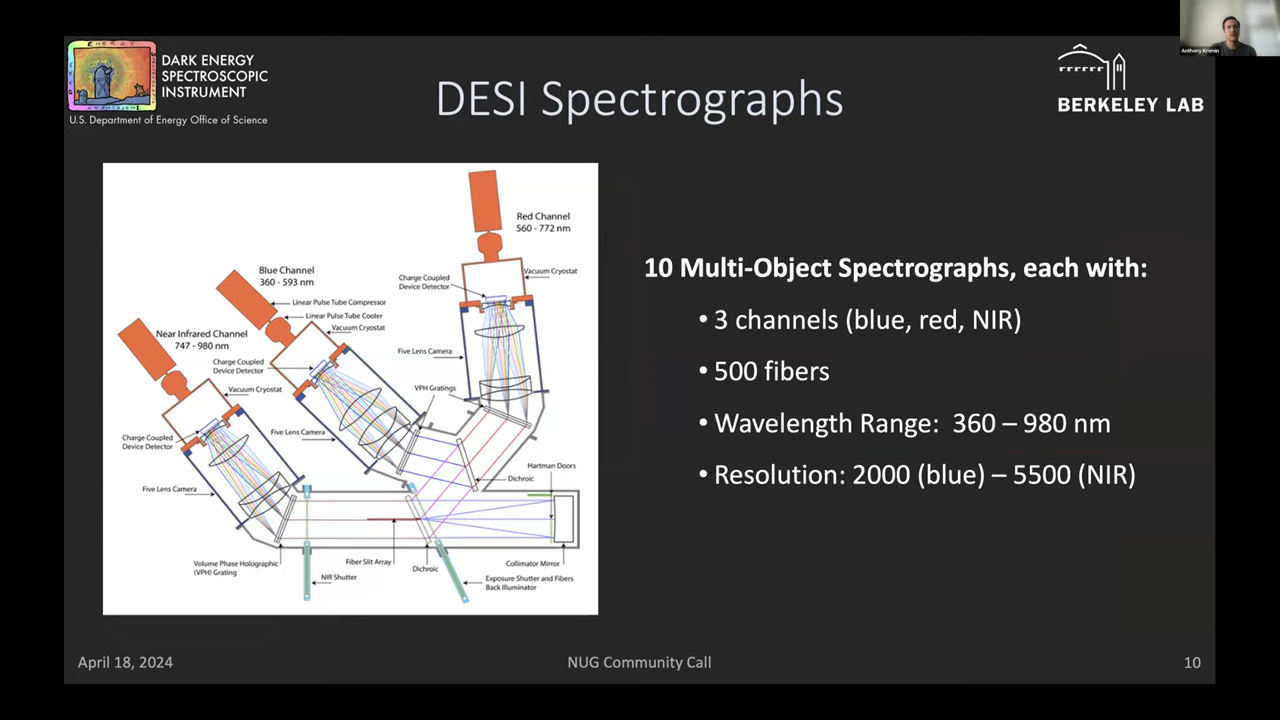 Anthony Kremin
DARK ENERGY
DARK ENERGY
SPECTROSCOPIC
INSTRUMENT
U.S. Department of Energy Office of Science
DESI Spectrographs
BERKELEY LAB
Red Channel
560 - 772 nm
Blue Channel
360 - 593 nm
Charge Coupled
Device Detector
Vacuum Cryostat
Linear Pulse Tube Compressor
Linear Pulse Tube Cooler
Vacuum Cryostat
Near Infrared Channel
747 - 980 nm
Five Lens Camera
Charge Coupled
Device Detector
Vacuum Cryostat
VPH Gratings
Charge Coupled
Device Detector
Five Lens Camera
Hartman Doors
Dichroic
Five Lens Camera
Volume Phase Holographic
(VPH) Grating
Fiber Slit Array
Dichroic
Collimator Mirror
NIR Shutter
Exposure Shutter and Fibers
Back Illuminator
10 Multi-Object Spectrographs, each with:
• 3 channels (blue, red, NIR)
• 500 fibers
• Wavelength Range: 360 – 980 nm
• Resolution: 2000 (blue) – 5500 (NIR)
April 18, 2024
NUG Community Call
10